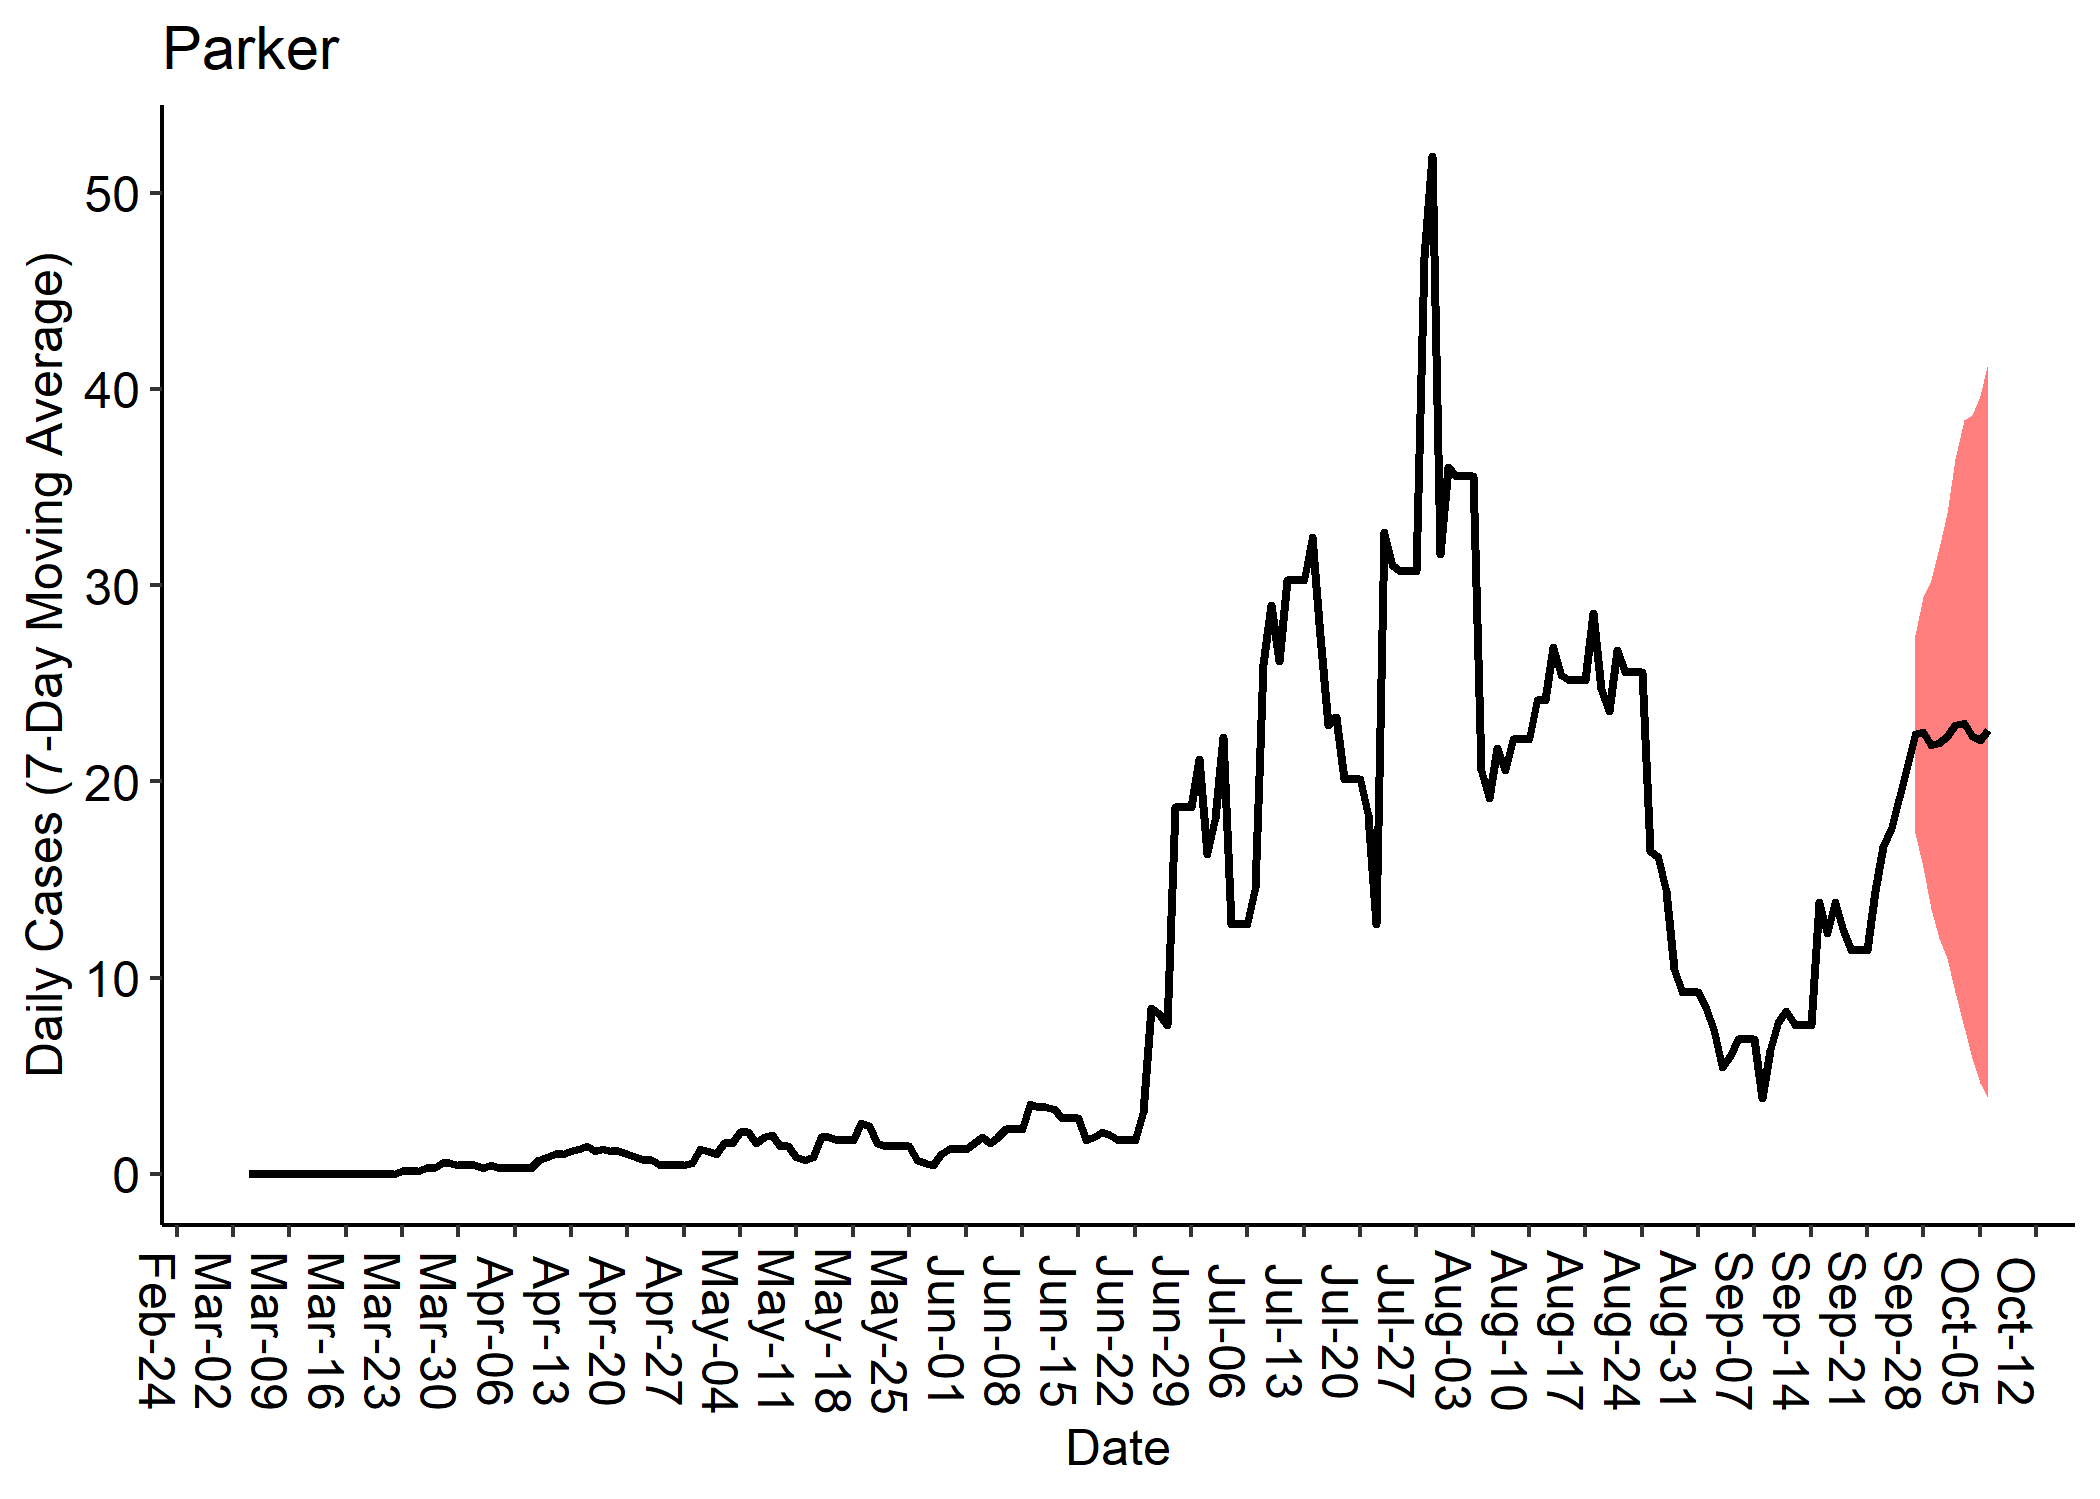 Parker
Daily Cases (7-Day Moving Average)
50
40
30
20
10
0
Feb-24
Mar-02
Mar-09
Mar-16
Mar-23
Mar-30
Apr-06
Apr-13
Apr-20
Apr-27
May-04
May-11
May-18
May-25
Jun-01
Jun-08
Jun-15
Jun-22
Jun-29
Jul-06
Jul-13
Jul-20
Jul-27
Aug-03
Aug-10
Aug-17
Aug-24
Aug-31
Sep-07
Sep-14
Sep-21
Sep-28
Oct-05
Oct-12
Date